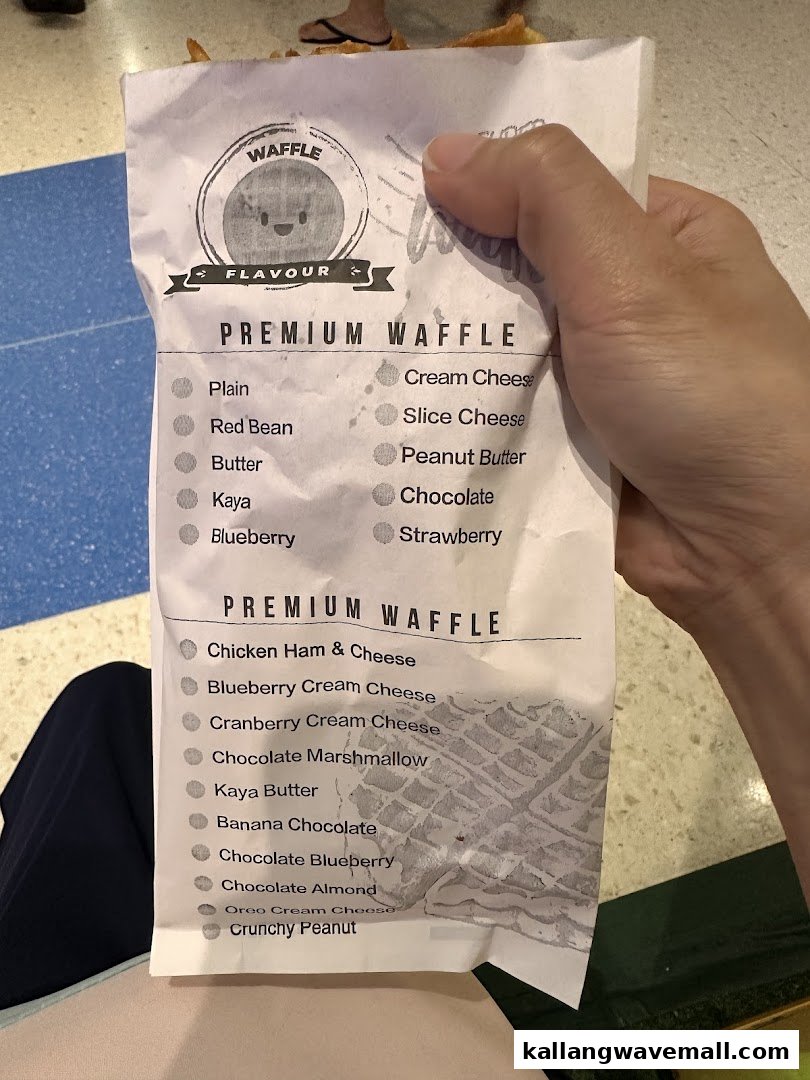 WAFFLE
FLAVOUR
PREMIUM WAFFLE
Plain
Red Bean
Butter
Kaya
Blueberry
Cream Cheese
Slice Cheese
Peanut Butter
Chocolate
Strawberry
PREMIUM WAFFLE
Chicken Ham & Cheese
Blueberry Cream Cheese
Cranberry Cream Cheese
Chocolate Marshmallow
Kaya Butter
Banana Chocolate
Chocolate Blueberry
Chocolate Almond
Oreo Cream Cheese
Crunchy Peanut
kallangwavemall.com